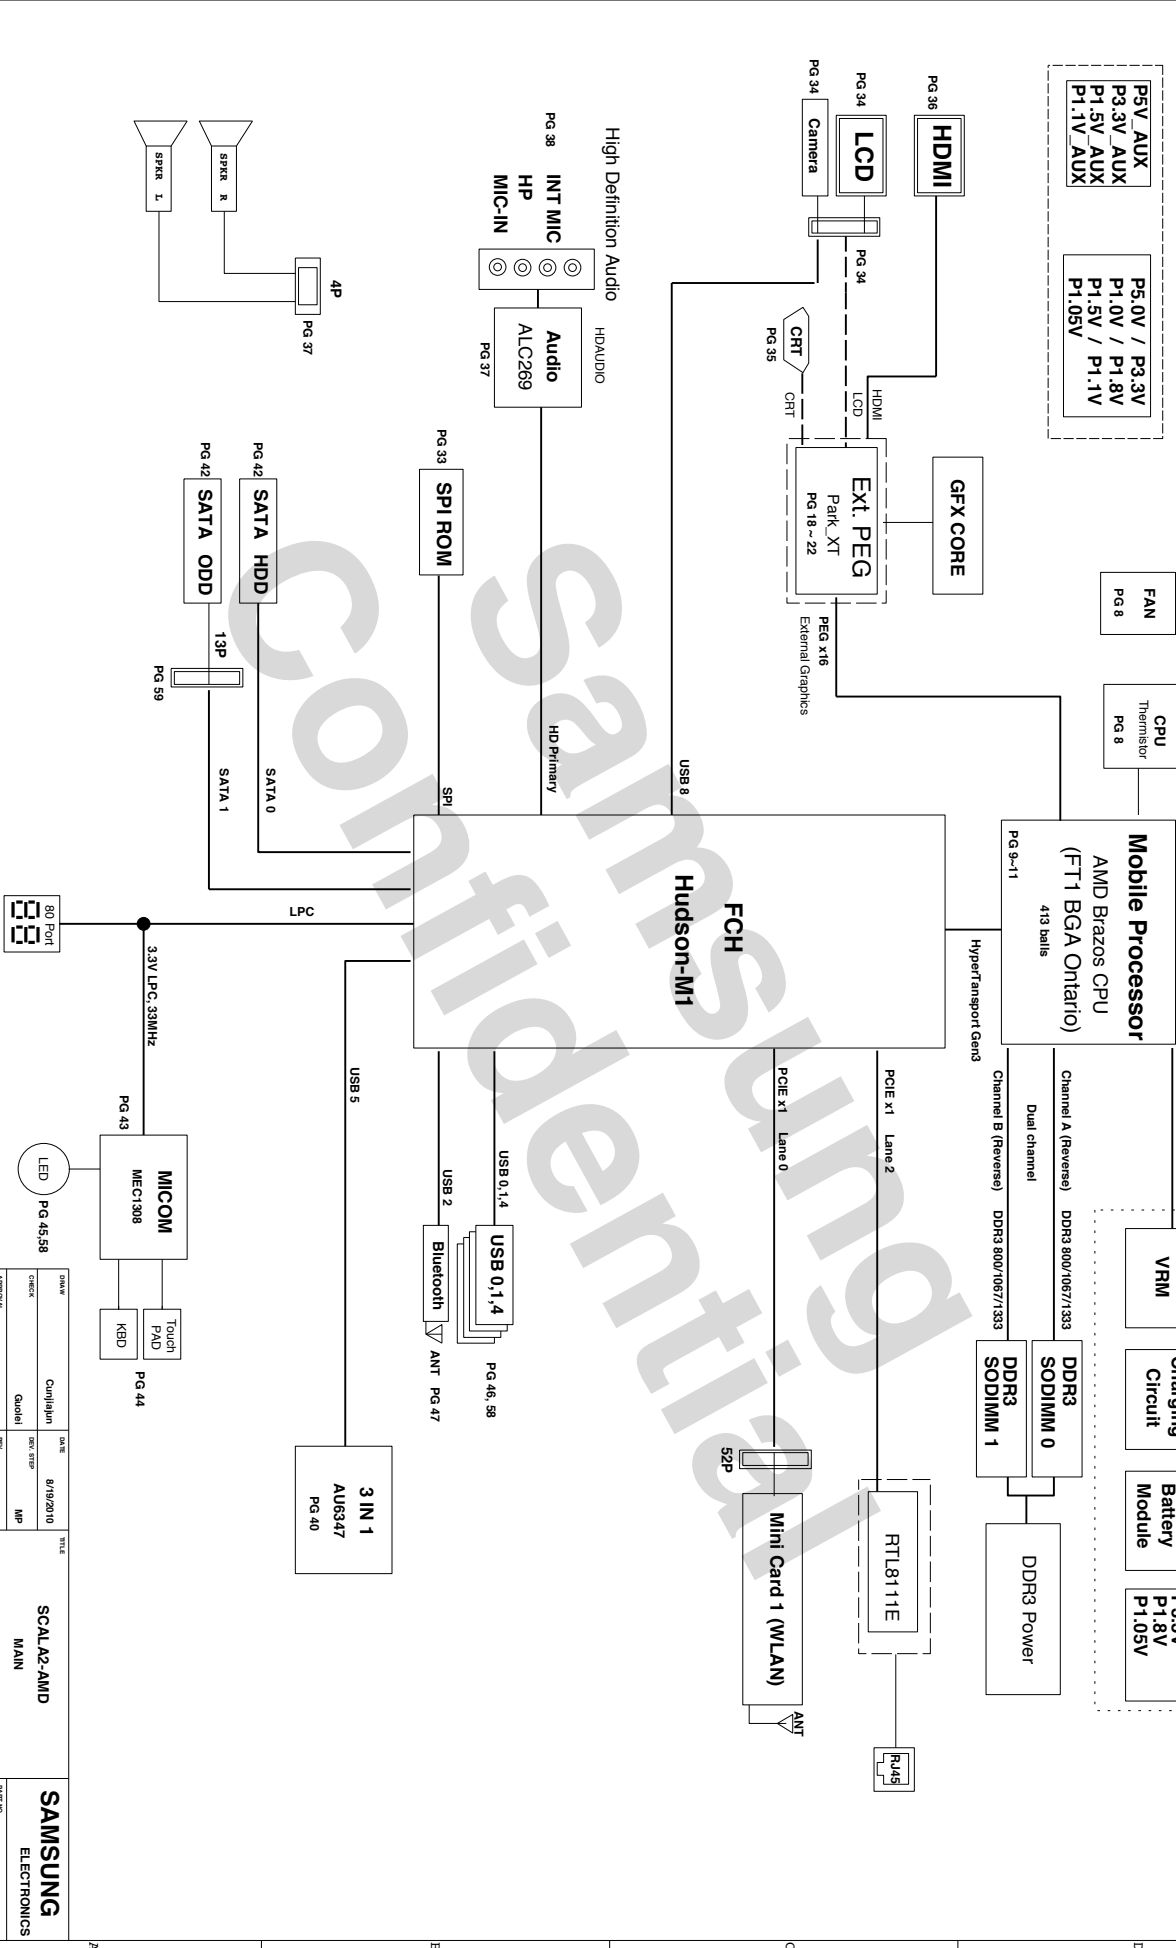 P5V_AUX
P3.3V_AUX
P1.5V_AUX
P1.1V_AUX
P5.0V / P3.3V
P1.0V / P1.8V
P1.5V / P1.1V
P1.05V
FAN
PG 8
CPU
Thermistor
PG 8
Mobile Processor
AMD Brazos CPU
(FT1 BGA Ontario)
413 balls
PG 9~11
VRM
Circuit
Battery
Module
P1.8V
P1.05V
Channel A (Reverse) DDR3 800/1067/1333
Dual channel
Channel B (Reverse) DDR3 800/1067/1333
DDR3
SODIMM 0
DDR3
SODIMM 1
DDR3 Power
HyperTansport Gen3
PG 36
HDMI
PG 34
LCD
PG 34
Camera
PG 34
CRT
PG 35
HDMI
LCD
CRT
GFX CORE
Ext. PEG
Park_XT
PG 18 ~ 22
PEG x16
External Graphics
USB 8
FCH
Hudson-M1
PCIE x1 Lane 2
RTL8111E
RJ45
PCIE x1 Lane 0
52P
Mini Card 1 (WLAN)
ANT
High Definition Audio
PG 38
INT MIC
HP
MIC-IN
HDAUDIO
Audio
ALC269
PG 37
HD Primary
PG 33
SPI ROM
SPI
4P
PG 37
SPKR R
SPKR L
PG 42
SATA HDD
SATA 0
PG 42
SATA ODD
13P
PG 59
SATA 1
USB 0,1,4
USB 0,1,4
PG 46, 58
USB 2
Bluetooth
ANT PG 47
USB 5
3 IN 1
AU6347
PG 40
LPC
80 Port
3.3V LPC, 33MHz
PG 43
MICOM
MEC1308
LED
PG 45,58
Touch
PAD
KBD
PG 44
Samsung
Confidential
DRAW
Cunjiajun
DATE
8/19/2010
TITLE
SCALA2-AMD
MAIN
SAMSUNG
ELECTRONICS
CHECK
Guolei
DEV. STEP
MP